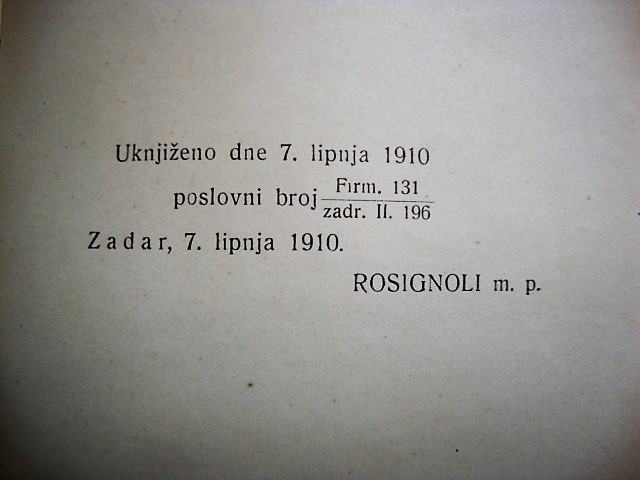 Uknjiženo dne 7. lipnja 1910
poslovni broj Firm. 131
zadr. II. 196
Zadar, 7. lipnja 1910.
ROSIGNOLI m. p.